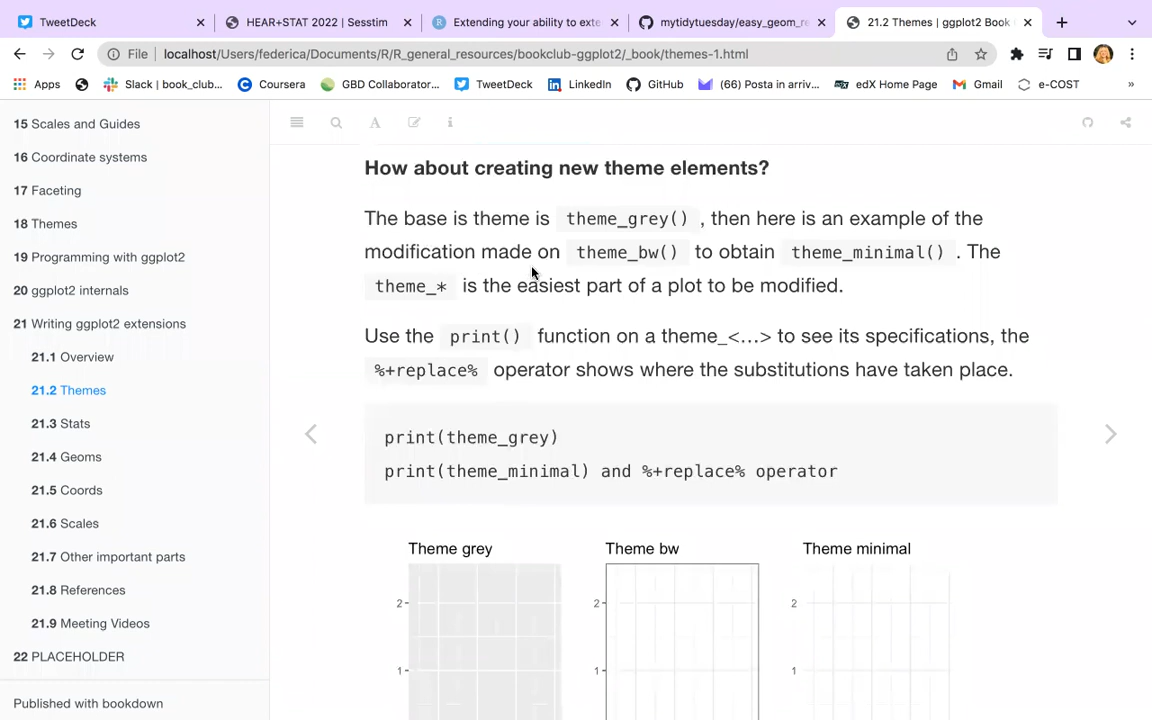 TweetDeck
HEAR+STAT 2022 | Sesstim
Extending your ability to exte
mytidytuesday/easy_geom_re
21.2 Themes | ggplot2 Book
File
localhost/Users/federica/Documents/R/R_general_resources/bookclub-ggplot2/_book/themes-1.html
Apps
Slack | book_club...
Coursera
GBD Collaborator...
TweetDeck
LinkedIn
GitHub
(66) Posta in arriv...
edX Home Page
Gmail
e-COST
»
15 Scales and Guides
16 Coordinate systems
17 Faceting
18 Themes
19 Programming with ggplot2
20 ggplot2 internals
21 Writing ggplot2 extensions
21.1 Overview
21.2 Themes
21.3 Stats
21.4 Geoms
21.5 Coords
21.6 Scales
21.7 Other important parts
21.8 References
21.9 Meeting Videos
22 PLACEHOLDER
Published with bookdown
How about creating new theme elements?
The base is theme is theme_grey() , then here is an example of the
modification made on theme_bw() to obtain theme_minimal() . The
theme_* is the easiest part of a plot to be modified.
Use the print() function on a theme_<...> to see its specifications, the
%+replace% operator shows where the substitutions have taken place.
print(theme_grey)
print(theme_minimal) and %+replace% operator
Theme grey
2
1
Theme bw
2
1
Theme minimal
2
1